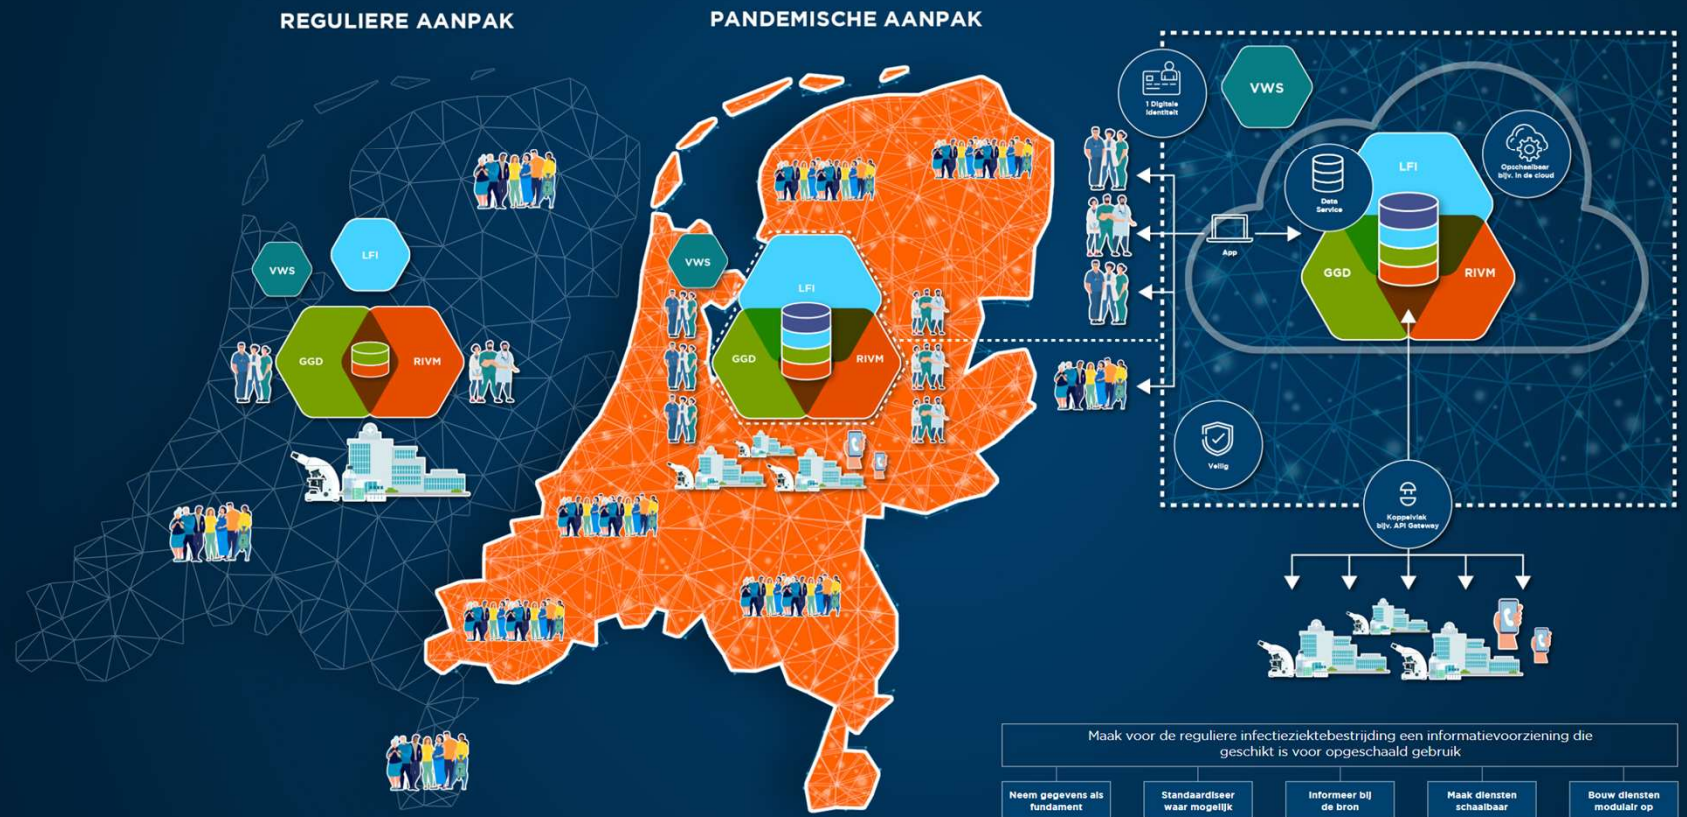 REGULIERE AANPAK
PANDEMISCHE AANPAK
VWS
LFI
GGD
RIVM
VWS
LFI
GGD
RIVM
1 Digitale
Identiteit
VWS
LFI
GGD
RIVM
Data
Service
Opschaalbaar
bijv. in de cloud
App
Veilig
Koppelvlak
bijv. API Gateway
Maak voor de reguliere infectieziektebestrijding een informatievoorziening die
geschikt is voor opgeschaald gebruik
Neem gegevens als
fundament
Standaardiseer
waar mogelijk
Informeer bij
de bron
Maak diensten
schaalbaar
Bouw diensten
modulair op